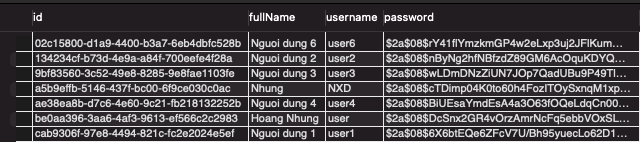 id fullName username password
02c15800-d1a9-4400-b3a7-6eb4dbfc528b Nguoi dung 6 user6 $2a$08$rY41flYmzkmGP4w2eLxp3uj2JFlKum...
134234cf-b73d-4e9a-a84f-700eefe4f28a Nguoi dung 2 user2 $2a$08$nByNg2hfNBfzdZ89GM6AcOquKDYQ...
9bf83560-3c52-49e8-8285-9e8fae1103fe Nguoi dung 3 user3 $2a$08$wLDmDNzZiUN7JOp7QadUBu9P49Tl...
a5b9effb-5146-437f-bc00-6f9ce030c0ac Nhung NXD $2a$08$cTDimp04K0to60h4FozITOySxnqM1xp...
ae38ea8b-d7c6-4e60-9c21-fb218132252b Nguoi dung 4 user4 $2a$08$BiUEsaYmdEsA4a3O63fOQeLdqCn00...
be0aa396-3aa6-4af3-9613-ef566c2c2983 Hoang Nhung user $2a$08$DcSnx2GR4vOrzAmrNcFq5ebbVOxSL...
cab9306f-97e8-4494-821c-fc2e2024e5ef Nguoi dung 1 user1 $2a$08$6X6btEQe6ZFcV7U/Bh95yuecLo62D1...